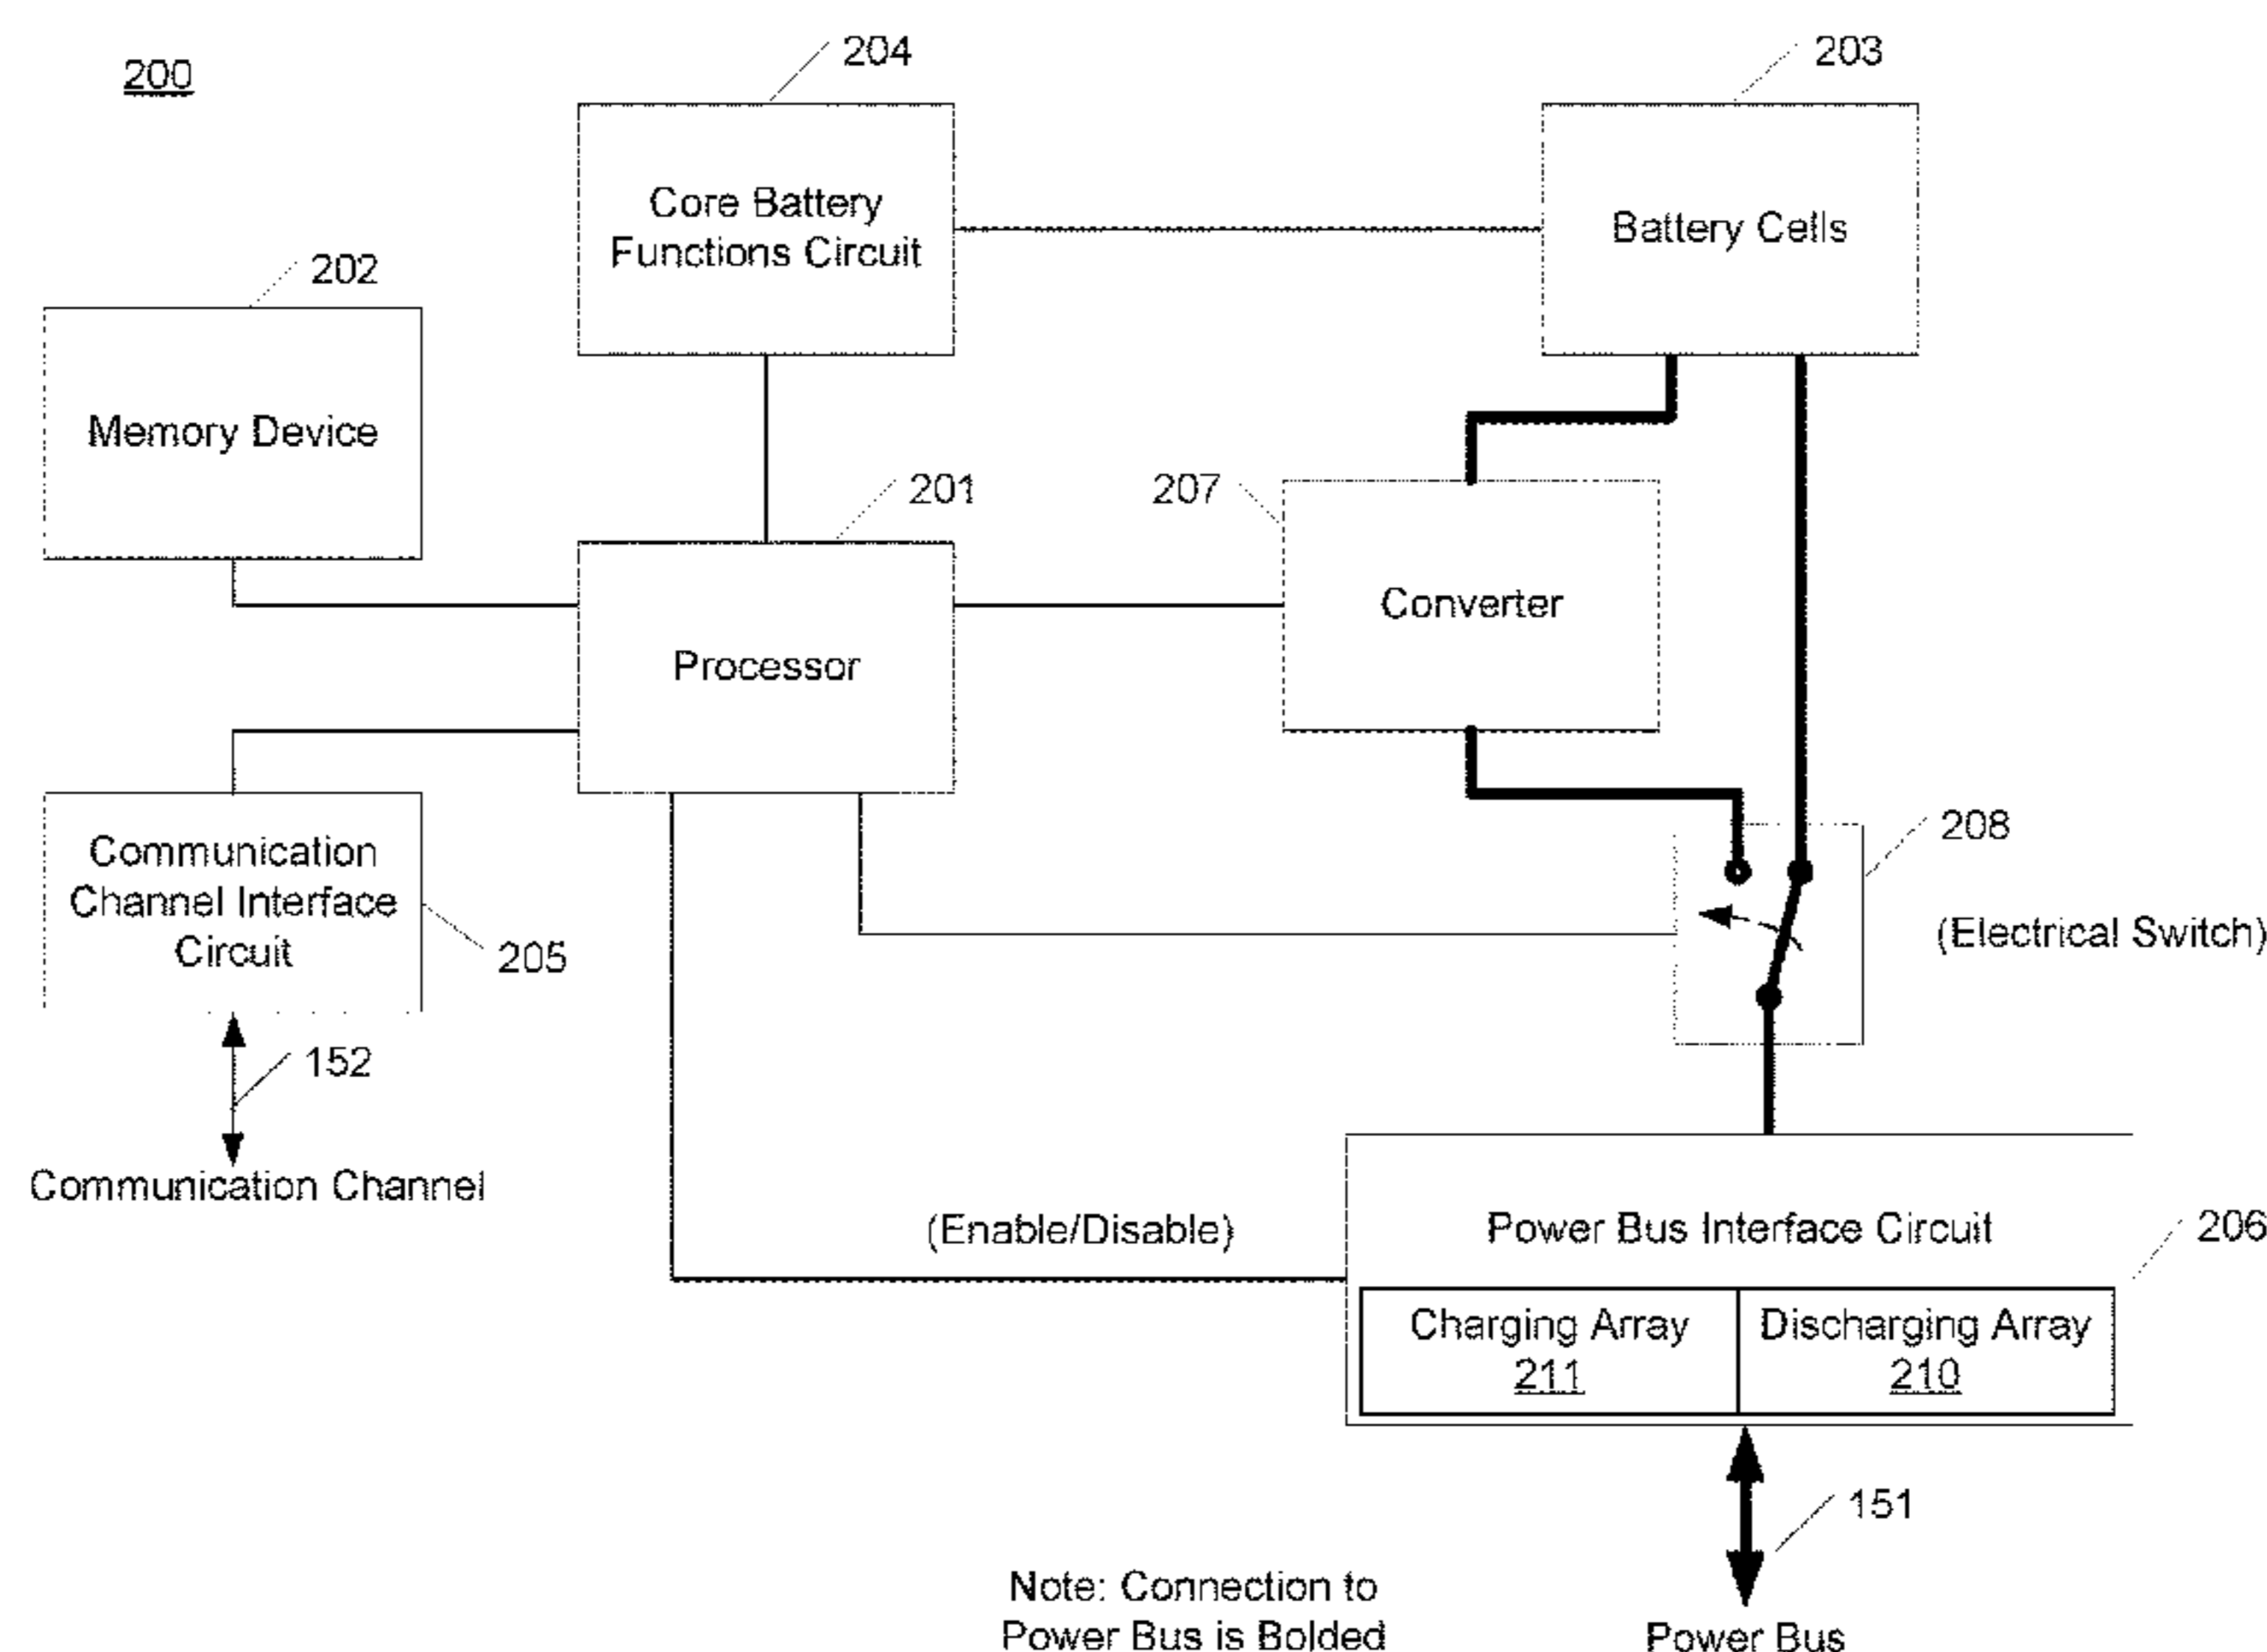 200
204
203
Core Battery
Functions Circuit
Battery Cells
202
Memory Device
201
207
Processor
Converter
208
Communication
Channel Interface
Circuit
205
(Electrical Switch)
152
Communication Channel
(Enable/Disable)
Power Bus Interface Circuit
206
Charging Array
211
Discharging Array
210
151
Note: Connection to
Power Bus is Bolded
Power Bus